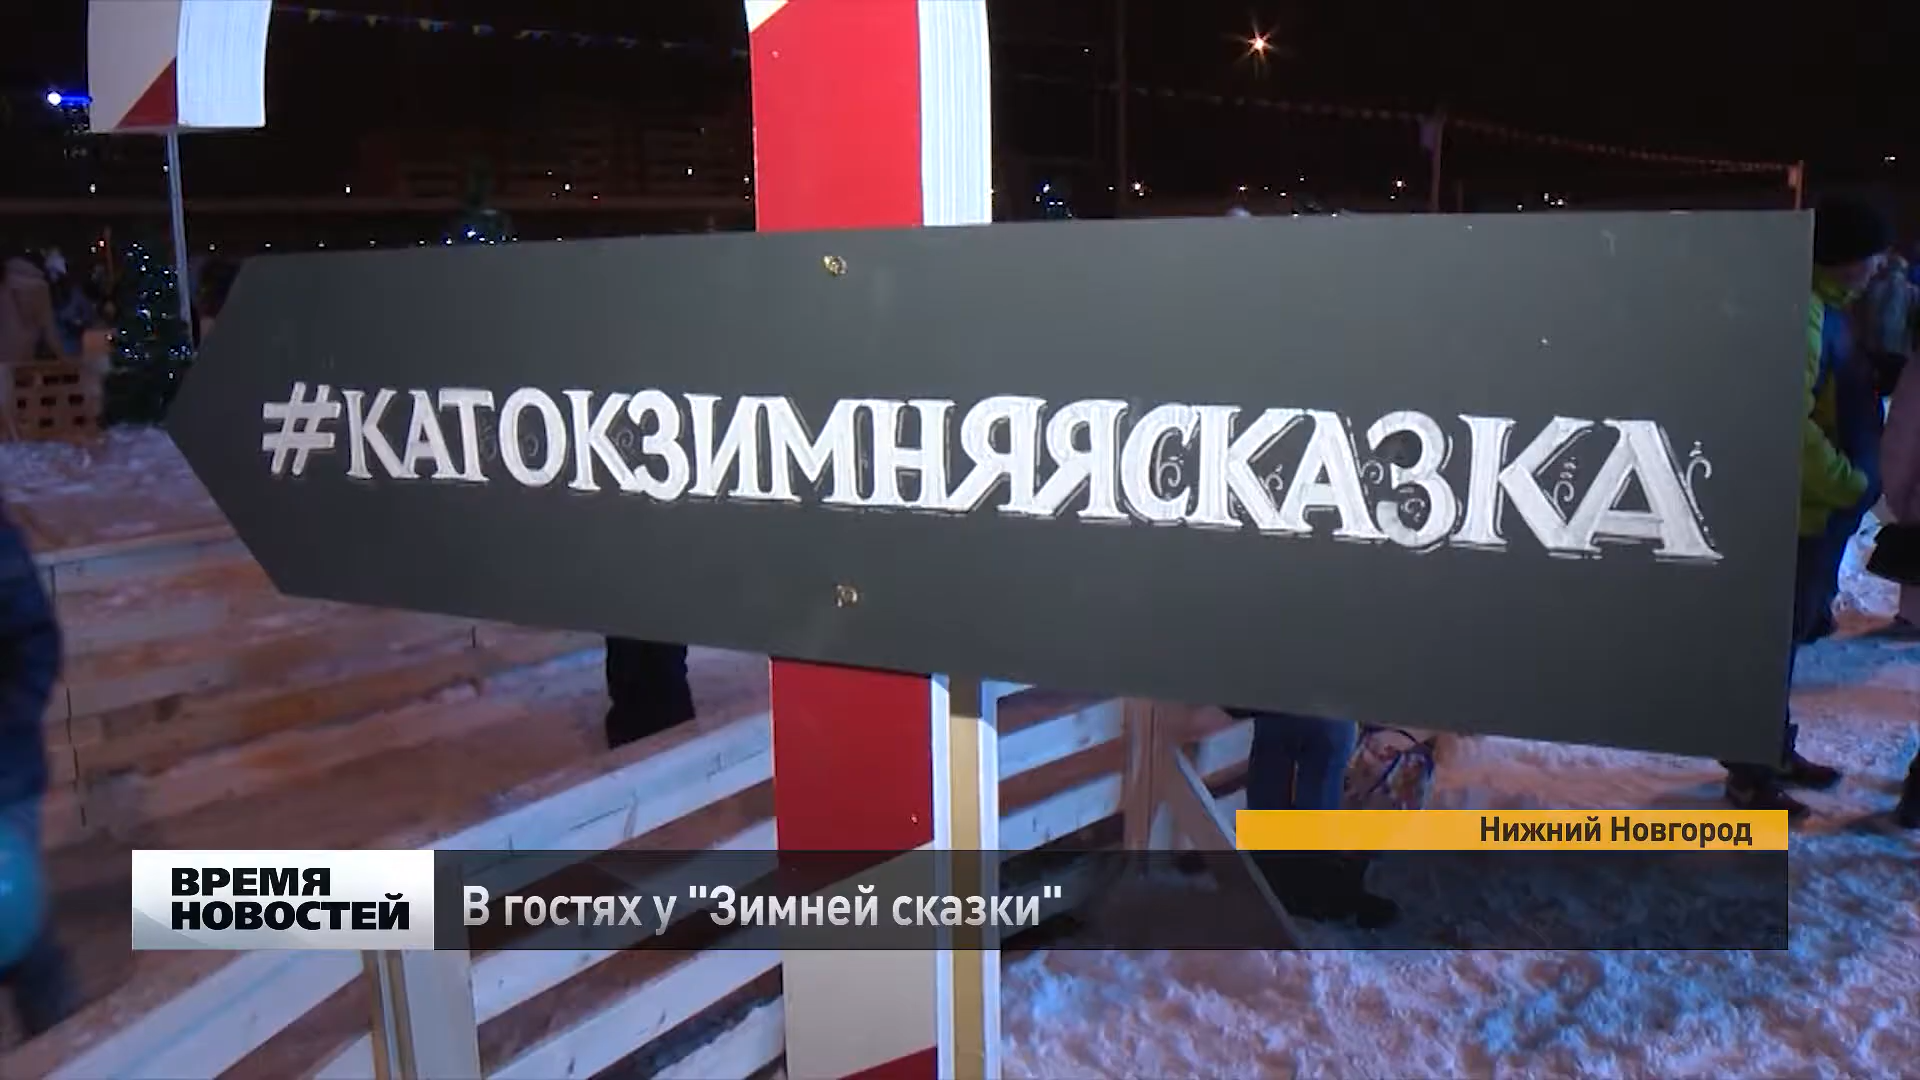 #КАТОКЗИМНЯЯСКАЗКА
Нижний Новгород
ВРЕМЯ
НОВОСТЕЙ
В гостях у "Зимней сказки"